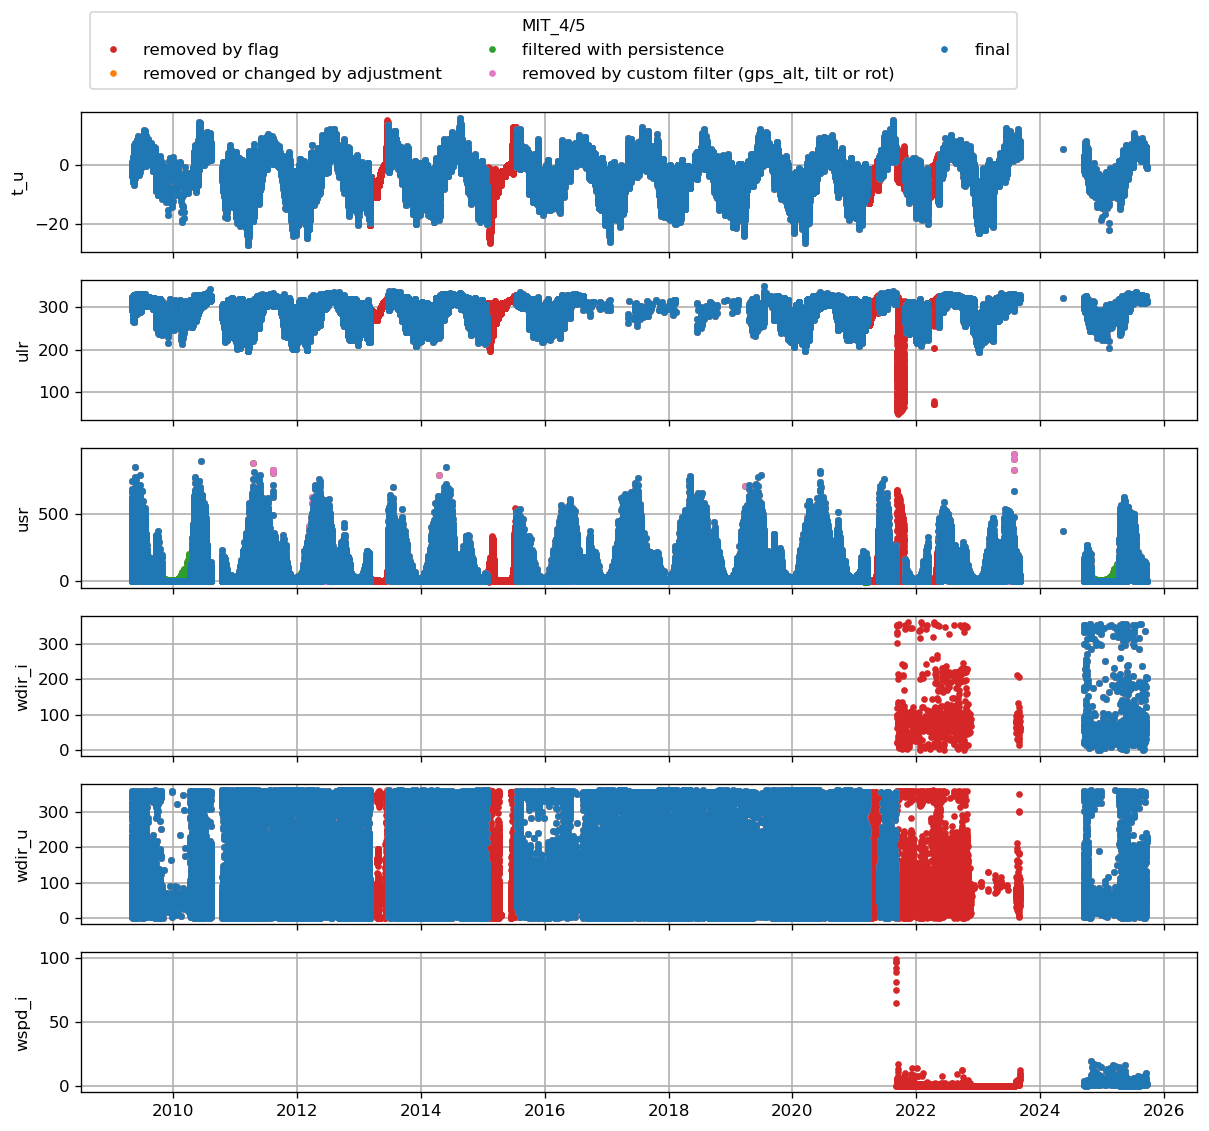 MIT_4/5
removed by flag
filtered with persistence
final
removed or changed by adjustment
removed by custom filter (gps_alt, tilt or rot)
0
−20
t_u
300
200
100
ulr
500
0
usr
300
200
100
0
wdir_i
300
200
100
0
wdir_u
100
50
0
wspd_i
2010 2012 2014 2016 2018 2020 2022 2024 2026